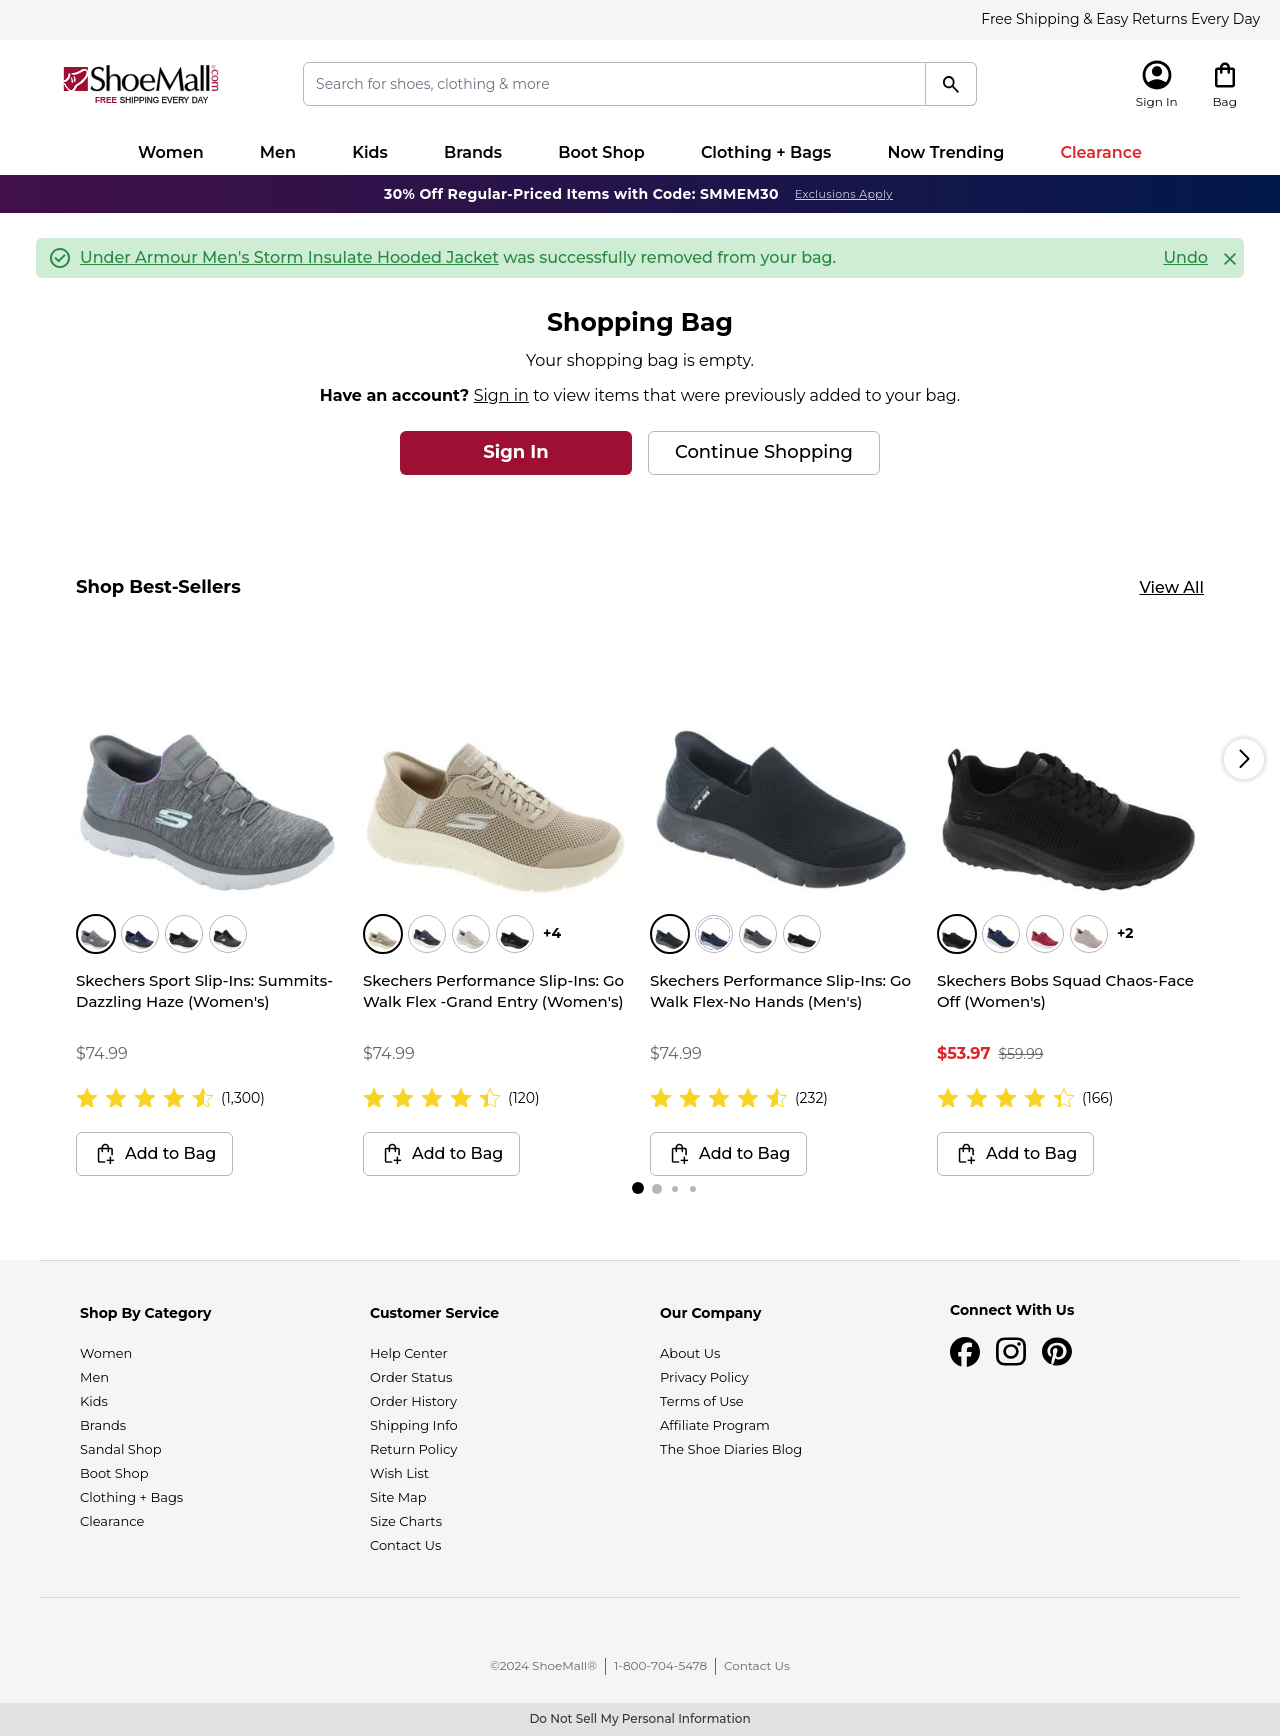 Free Shipping & Easy Returns Every Day
ShoeMall.com
FREE SHIPPING EVERY DAY
Search for shoes, clothing & more
Sign In
Bag
Women Men Kids Brands Boot Shop Clothing + Bags Now Trending Clearance
30% Off Regular-Priced Items with Code: SMMEM30 Exclusions Apply
Under Armour Men's Storm Insulate Hooded Jacket was successfully removed from your bag. Undo
Shopping Bag
Your shopping bag is empty.
Have an account? Sign in to view items that were previously added to your bag.
Sign In Continue Shopping
Shop Best-Sellers View All
+4
+2
Skechers Sport Slip-Ins: Summits-
Dazzling Haze (Women's)
$74.99
(1,300)
Add to Bag
Skechers Performance Slip-Ins: Go
Walk Flex -Grand Entry (Women's)
$74.99
(120)
Add to Bag
Skechers Performance Slip-Ins: Go
Walk Flex-No Hands (Men's)
$74.99
(232)
Add to Bag
Skechers Bobs Squad Chaos-Face
Off (Women's)
$53.97 $59.99
(166)
Add to Bag
Shop By Category
Women
Men
Kids
Brands
Sandal Shop
Boot Shop
Clothing + Bags
Clearance
Customer Service
Help Center
Order Status
Order History
Shipping Info
Return Policy
Wish List
Site Map
Size Charts
Contact Us
Our Company
About Us
Privacy Policy
Terms of Use
Affiliate Program
The Shoe Diaries Blog
Connect With Us
©2024 ShoeMall® 1-800-704-5478 Contact Us
Do Not Sell My Personal Information